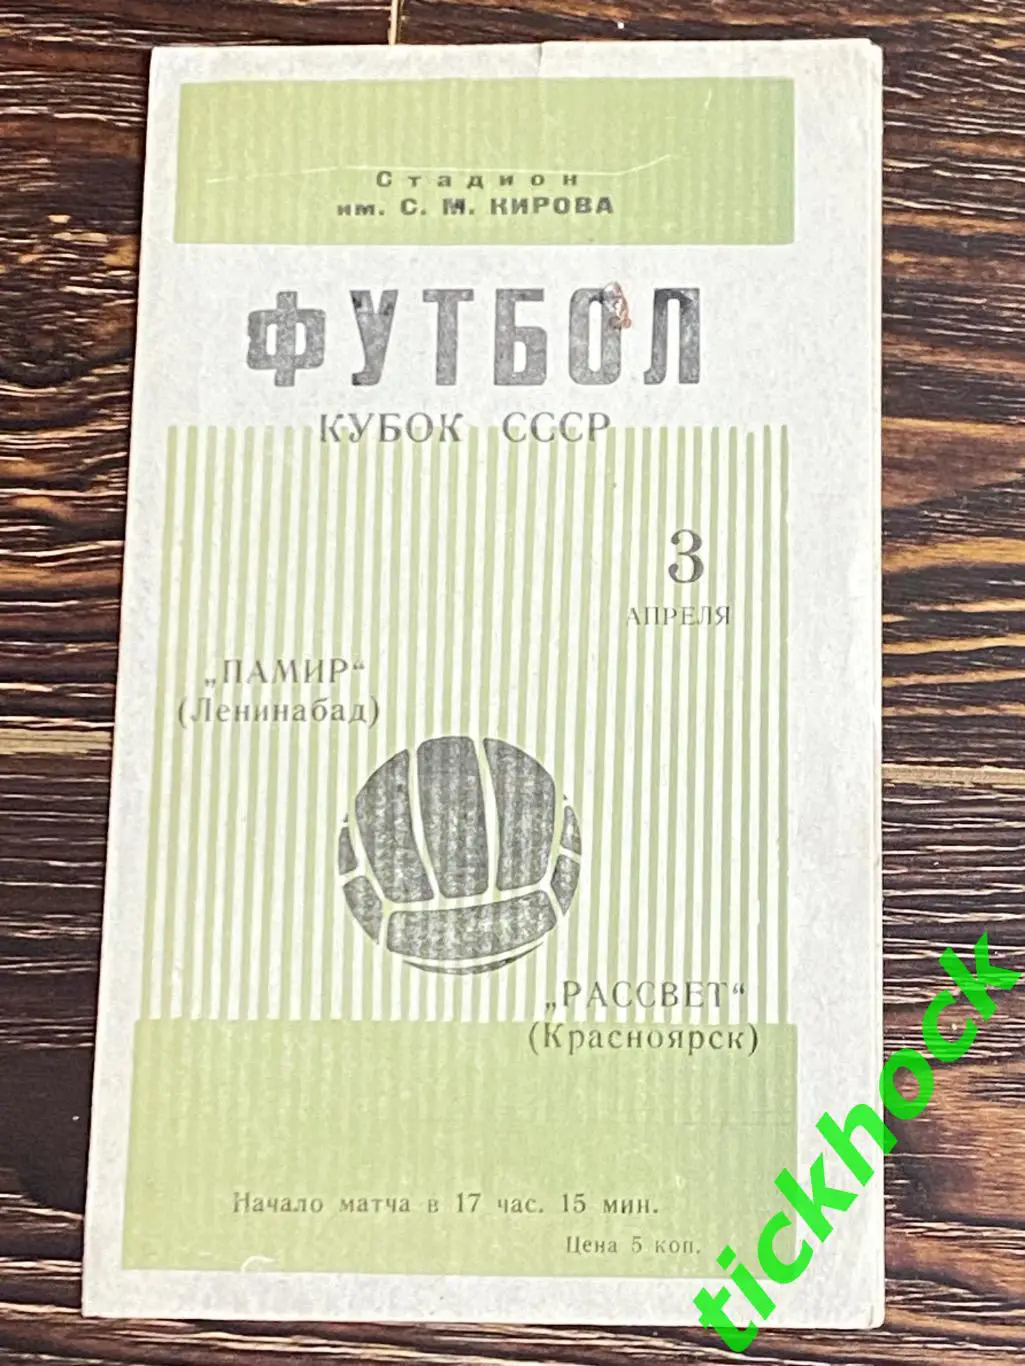 Стадион
им. С. М. КИРОВА
ФУТБОЛ
КУБОК СССР
3
АПРЕЛЯ
„ПАМИР“
(Ленинабад)
„РАССВЕТ“
(Красноярск)
Начало матча в 17 час. 15 мин.
Цена 5 коп.
tickhock